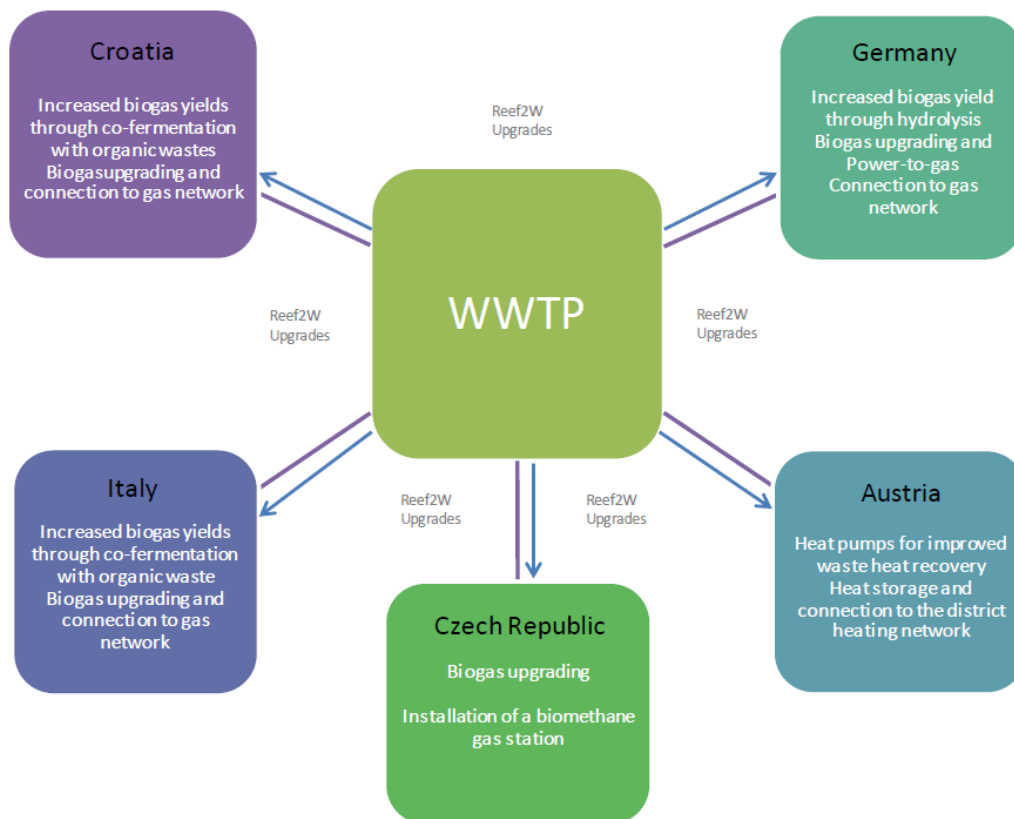 Croatia
Increased biogas yields
through co-fermentation
with organic wastes
Biogasupgrading and
connection to gas network
Reef2W
Upgrades
Germany
Increased biogas yield
through hydrolysis
Biogas upgrading and
Power-to-gas
Connection to gas
network
WWTP
Reef2W
Upgrades
Reef2W
Upgrades
Italy
Increased biogas yields
through co-fermentation
with organic waste
Biogas upgrading and
connection to gas
network
Reef2W
Upgrades
Reef2W
Upgrades
Czech Republic
Biogas upgrading
Installation of a biomethane
gas station
Austria
Heat pumps for improved
waste heat recovery
Heat storage and
connection to the district
heating network